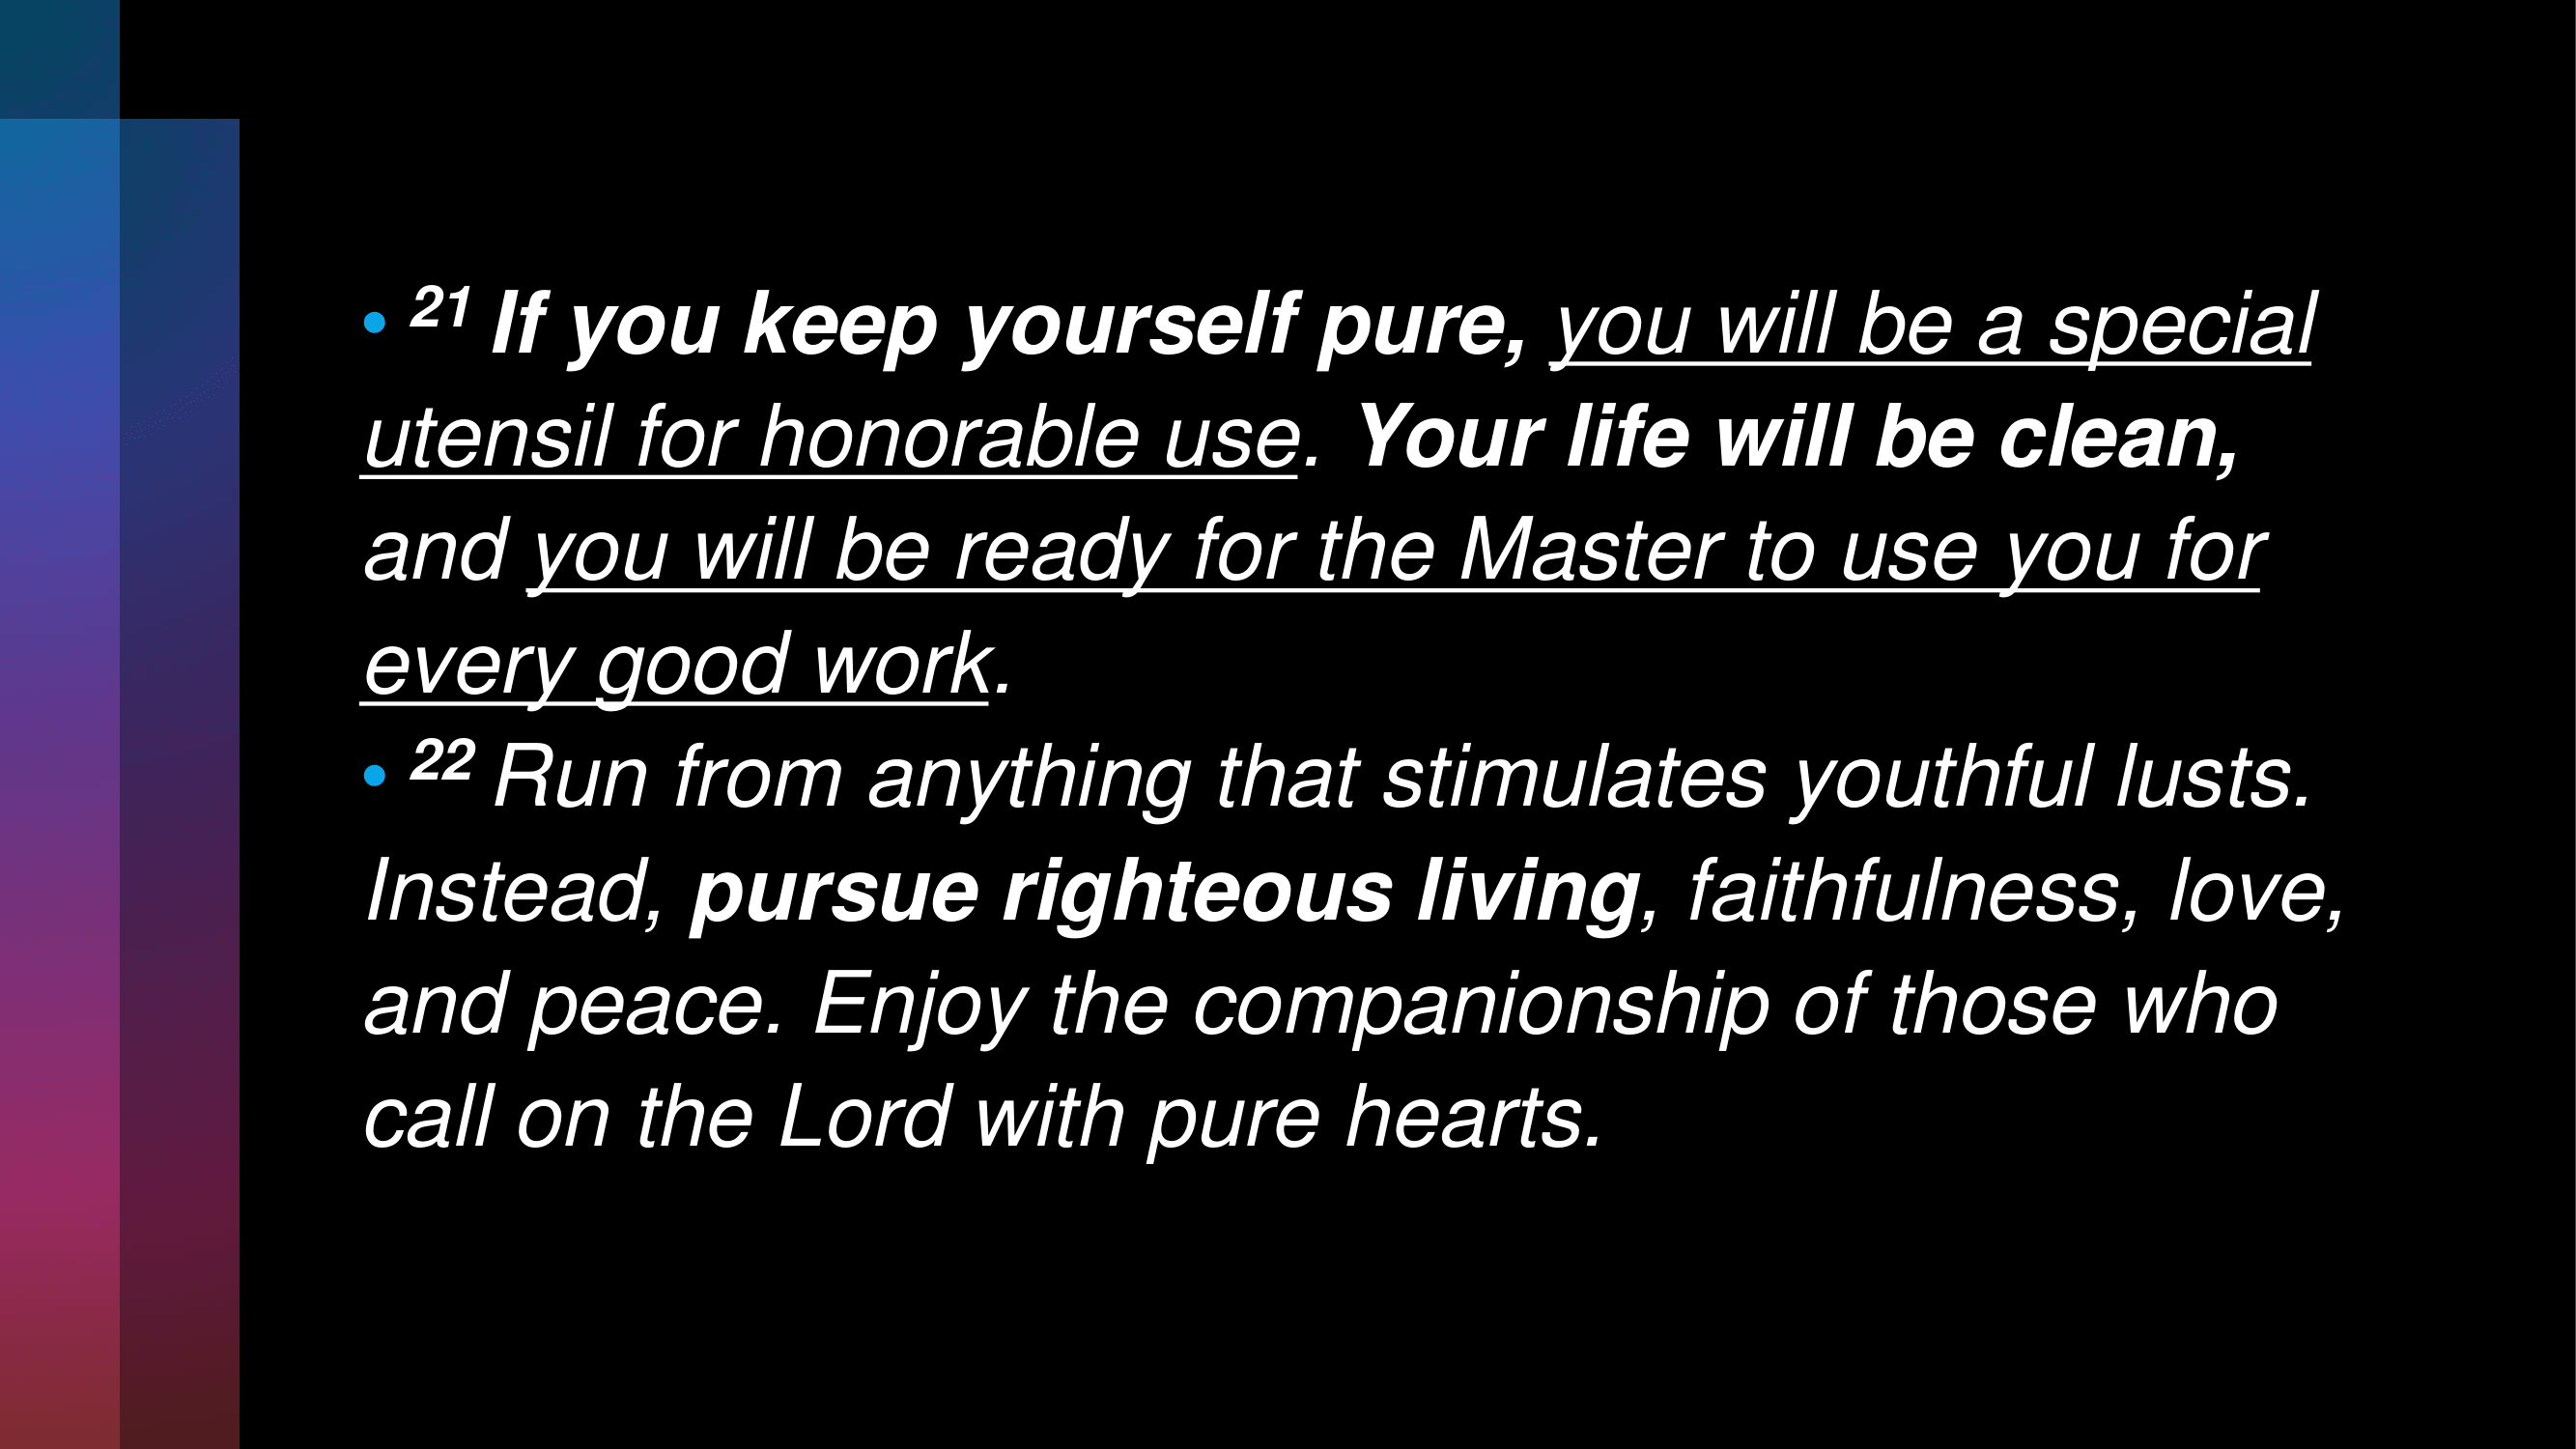 • 21 If you keep yourself pure, you will be a special
utensil for honorable use. Your life will be clean,
and you will be ready for the Master to use you for
every good work.
• 22 Run from anything that stimulates youthful lusts.
Instead, pursue righteous living, faithfulness, love,
and peace. Enjoy the companionship of those who
call on the Lord with pure hearts.